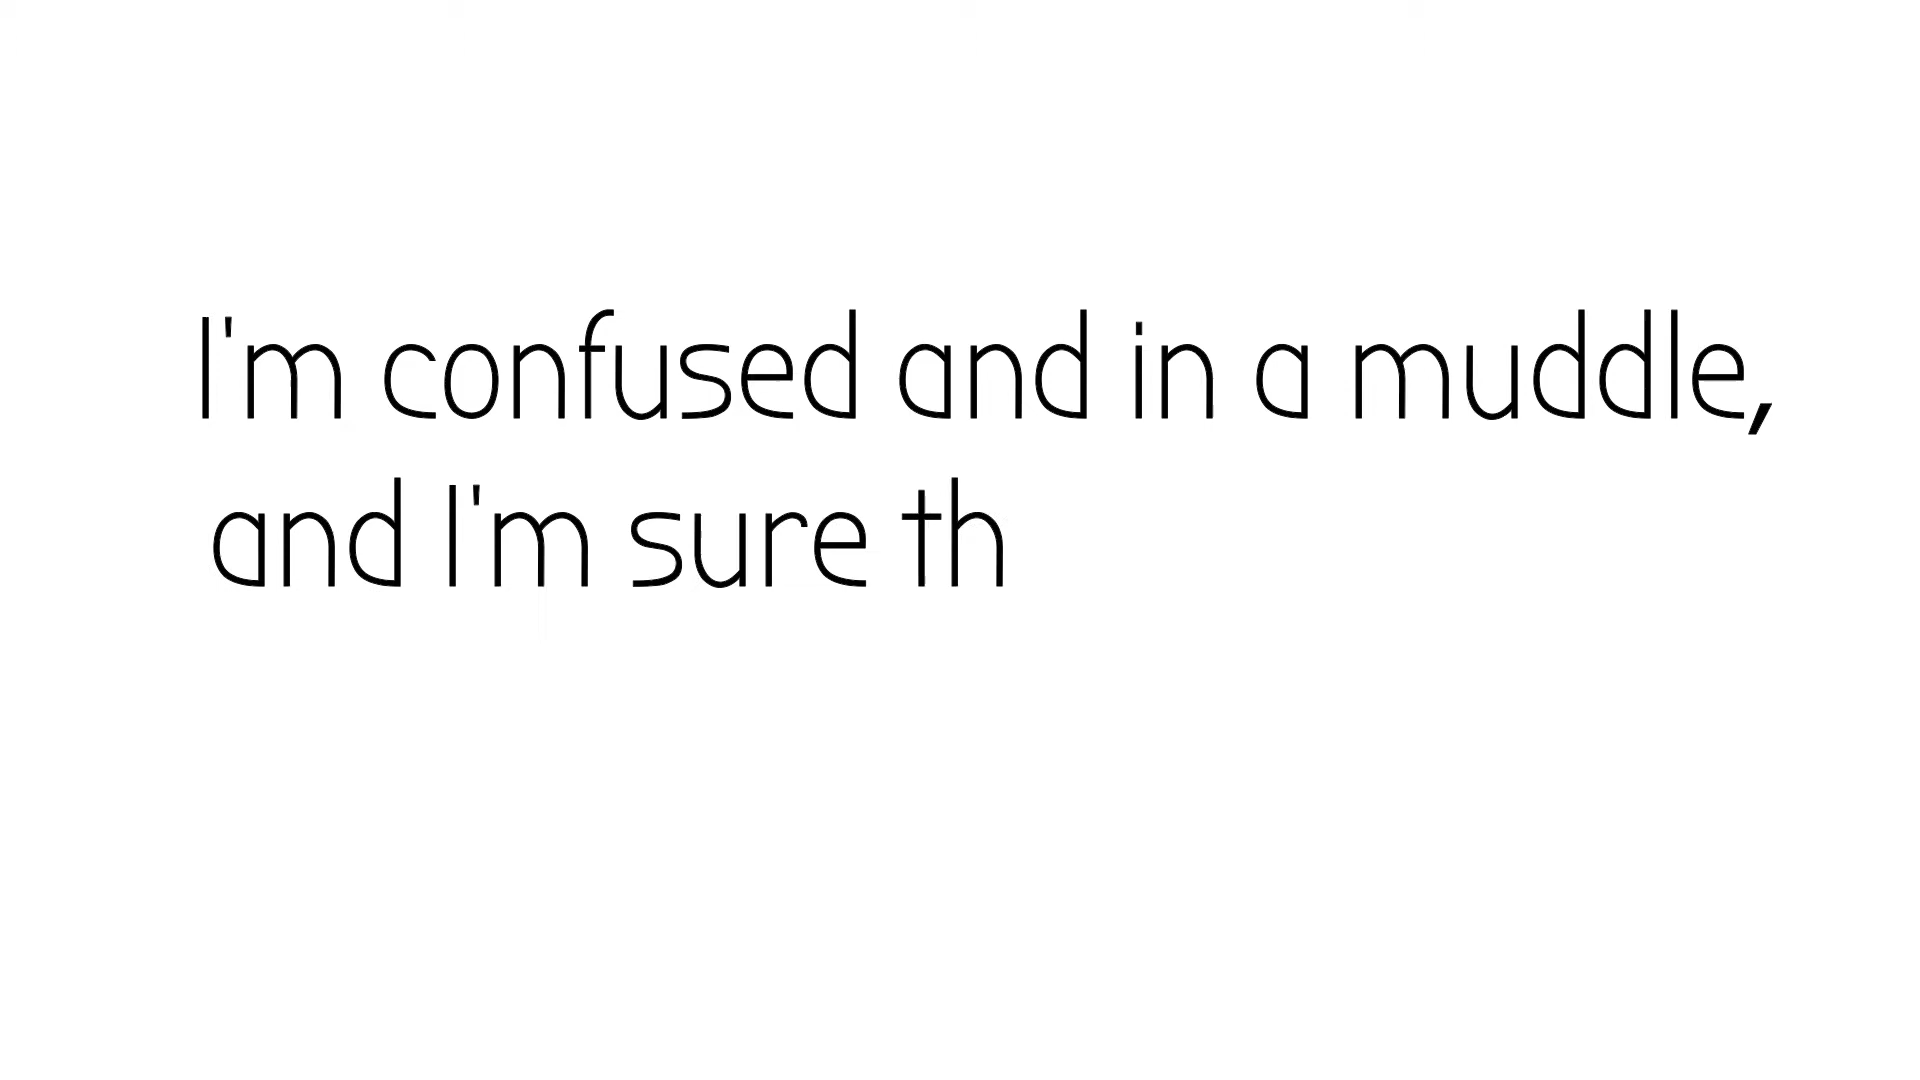 I'm confused and in a muddle,
and I'm sure th